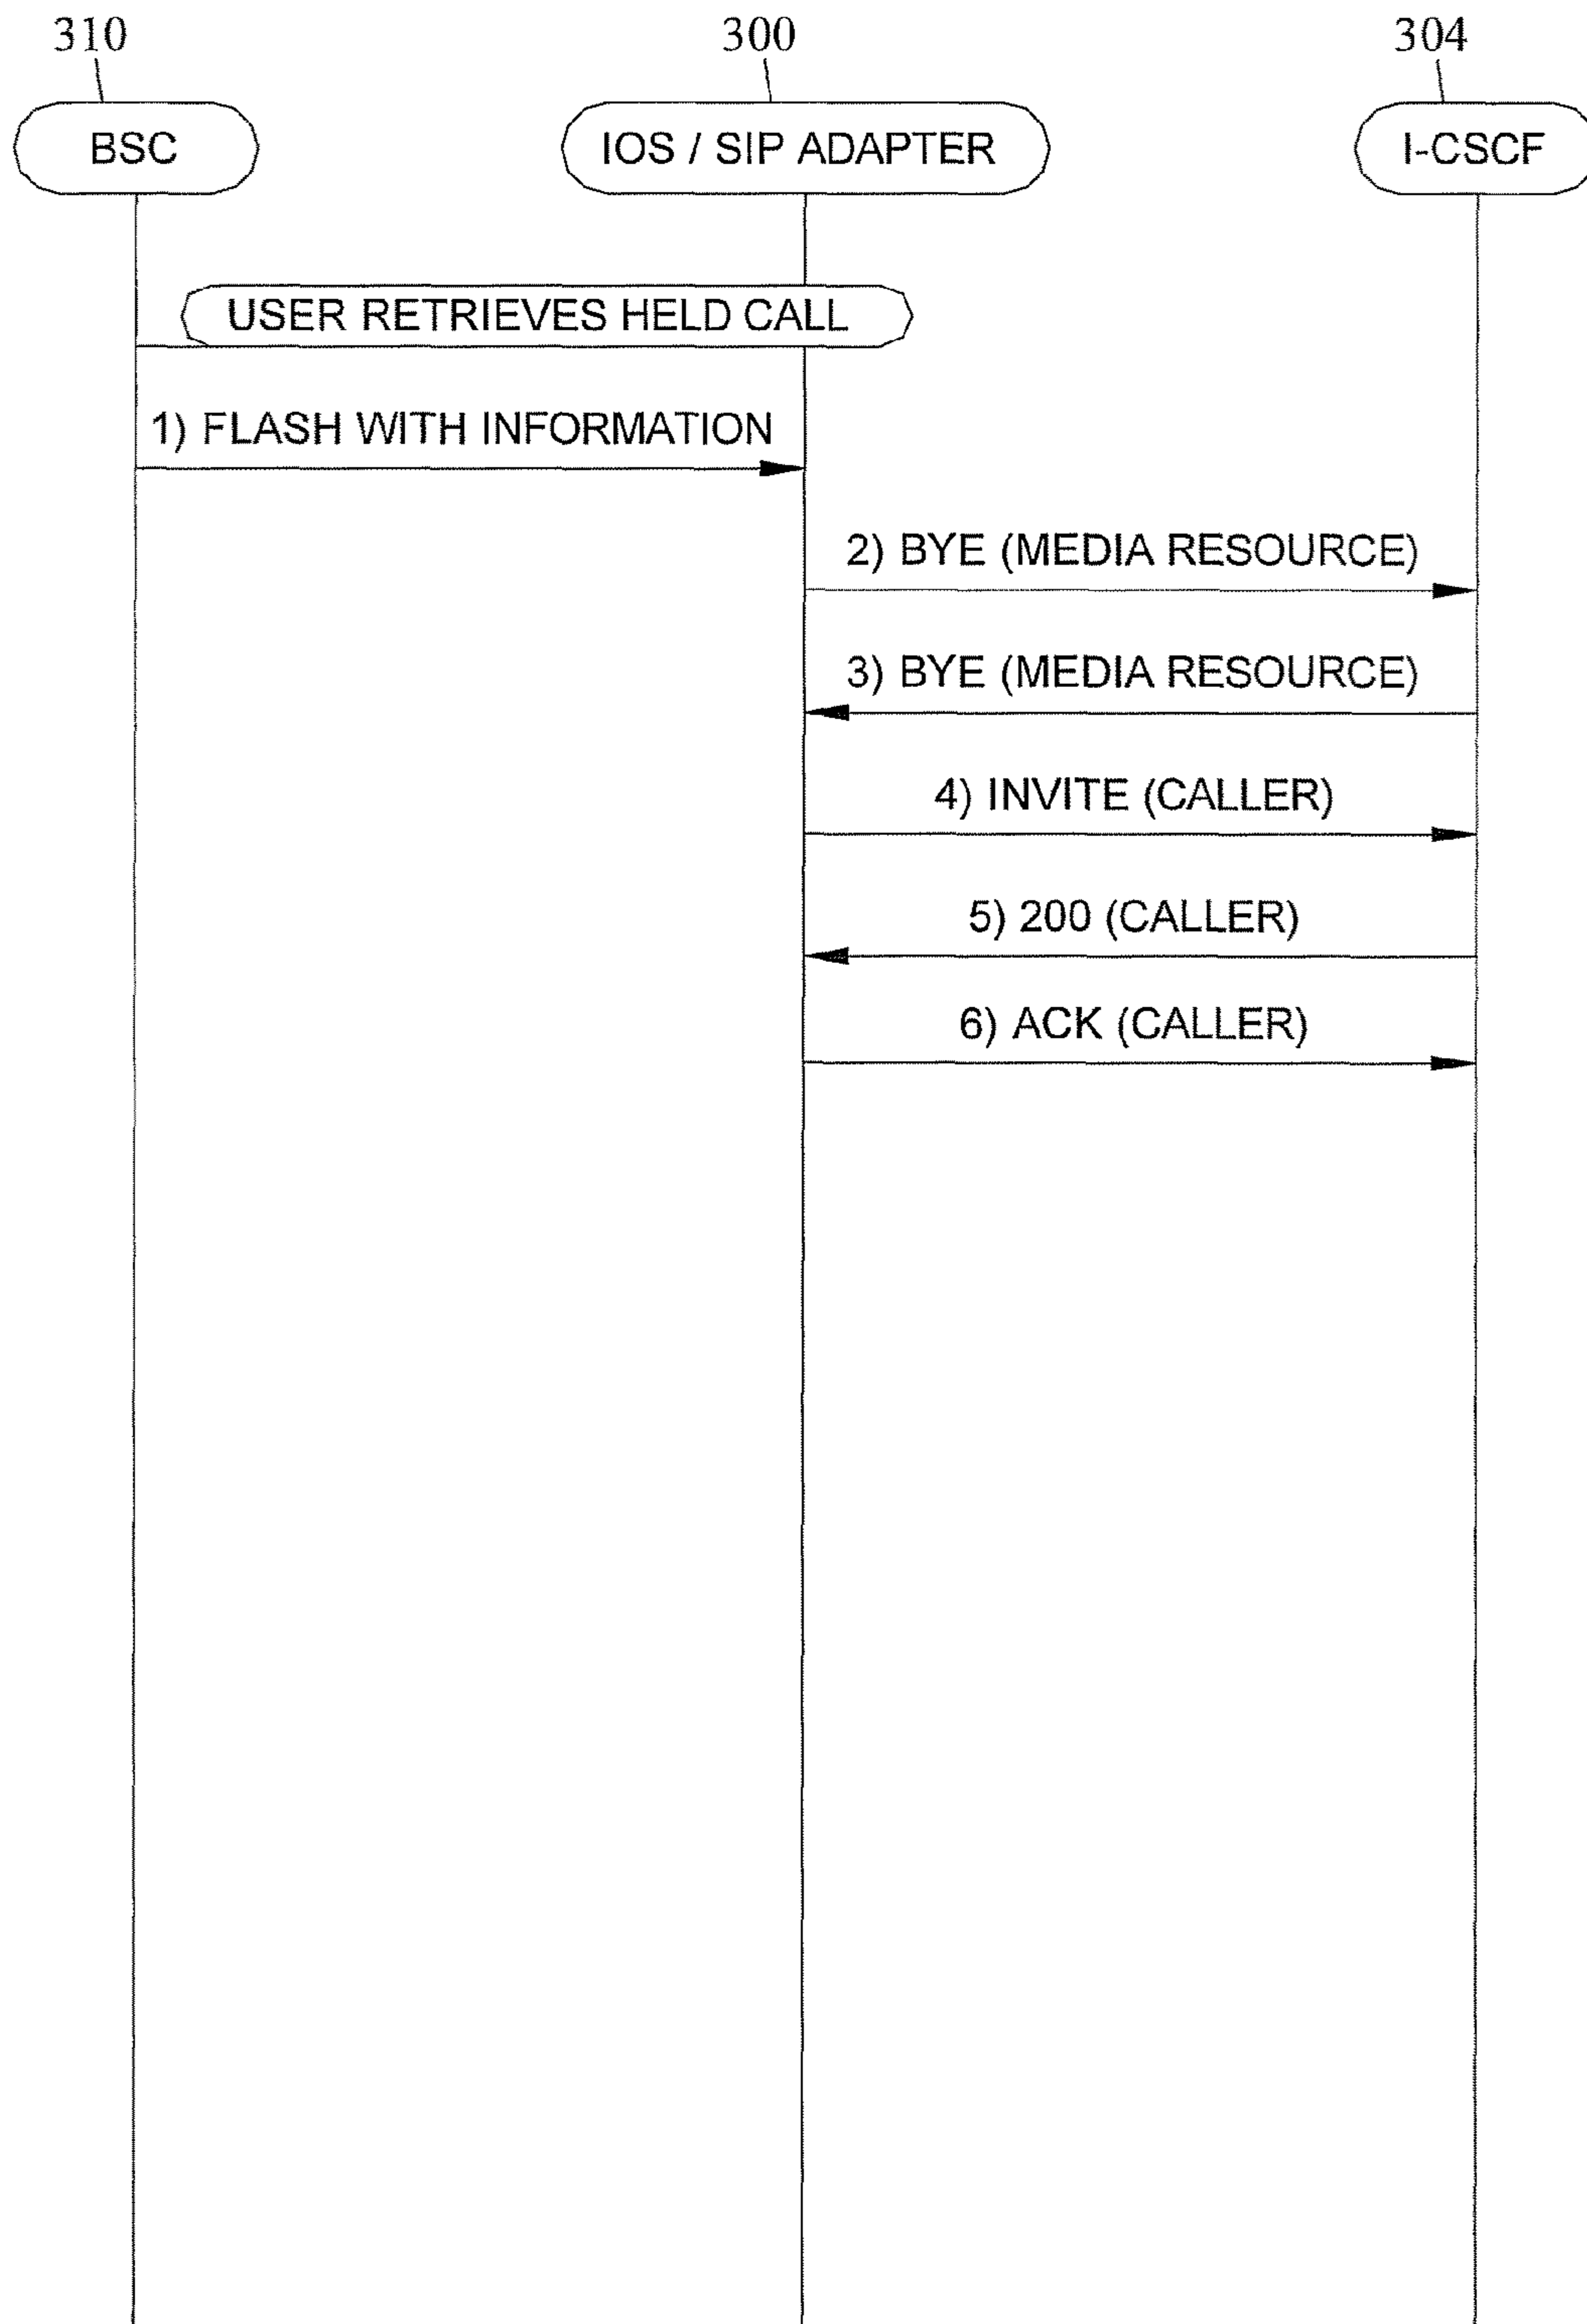 310 300 304
BSC IOS / SIP ADAPTER I-CSCF
USER RETRIEVES HELD CALL
1) FLASH WITH INFORMATION
2) BYE (MEDIA RESOURCE)
3) BYE (MEDIA RESOURCE)
4) INVITE (CALLER)
5) 200 (CALLER)
6) ACK (CALLER)